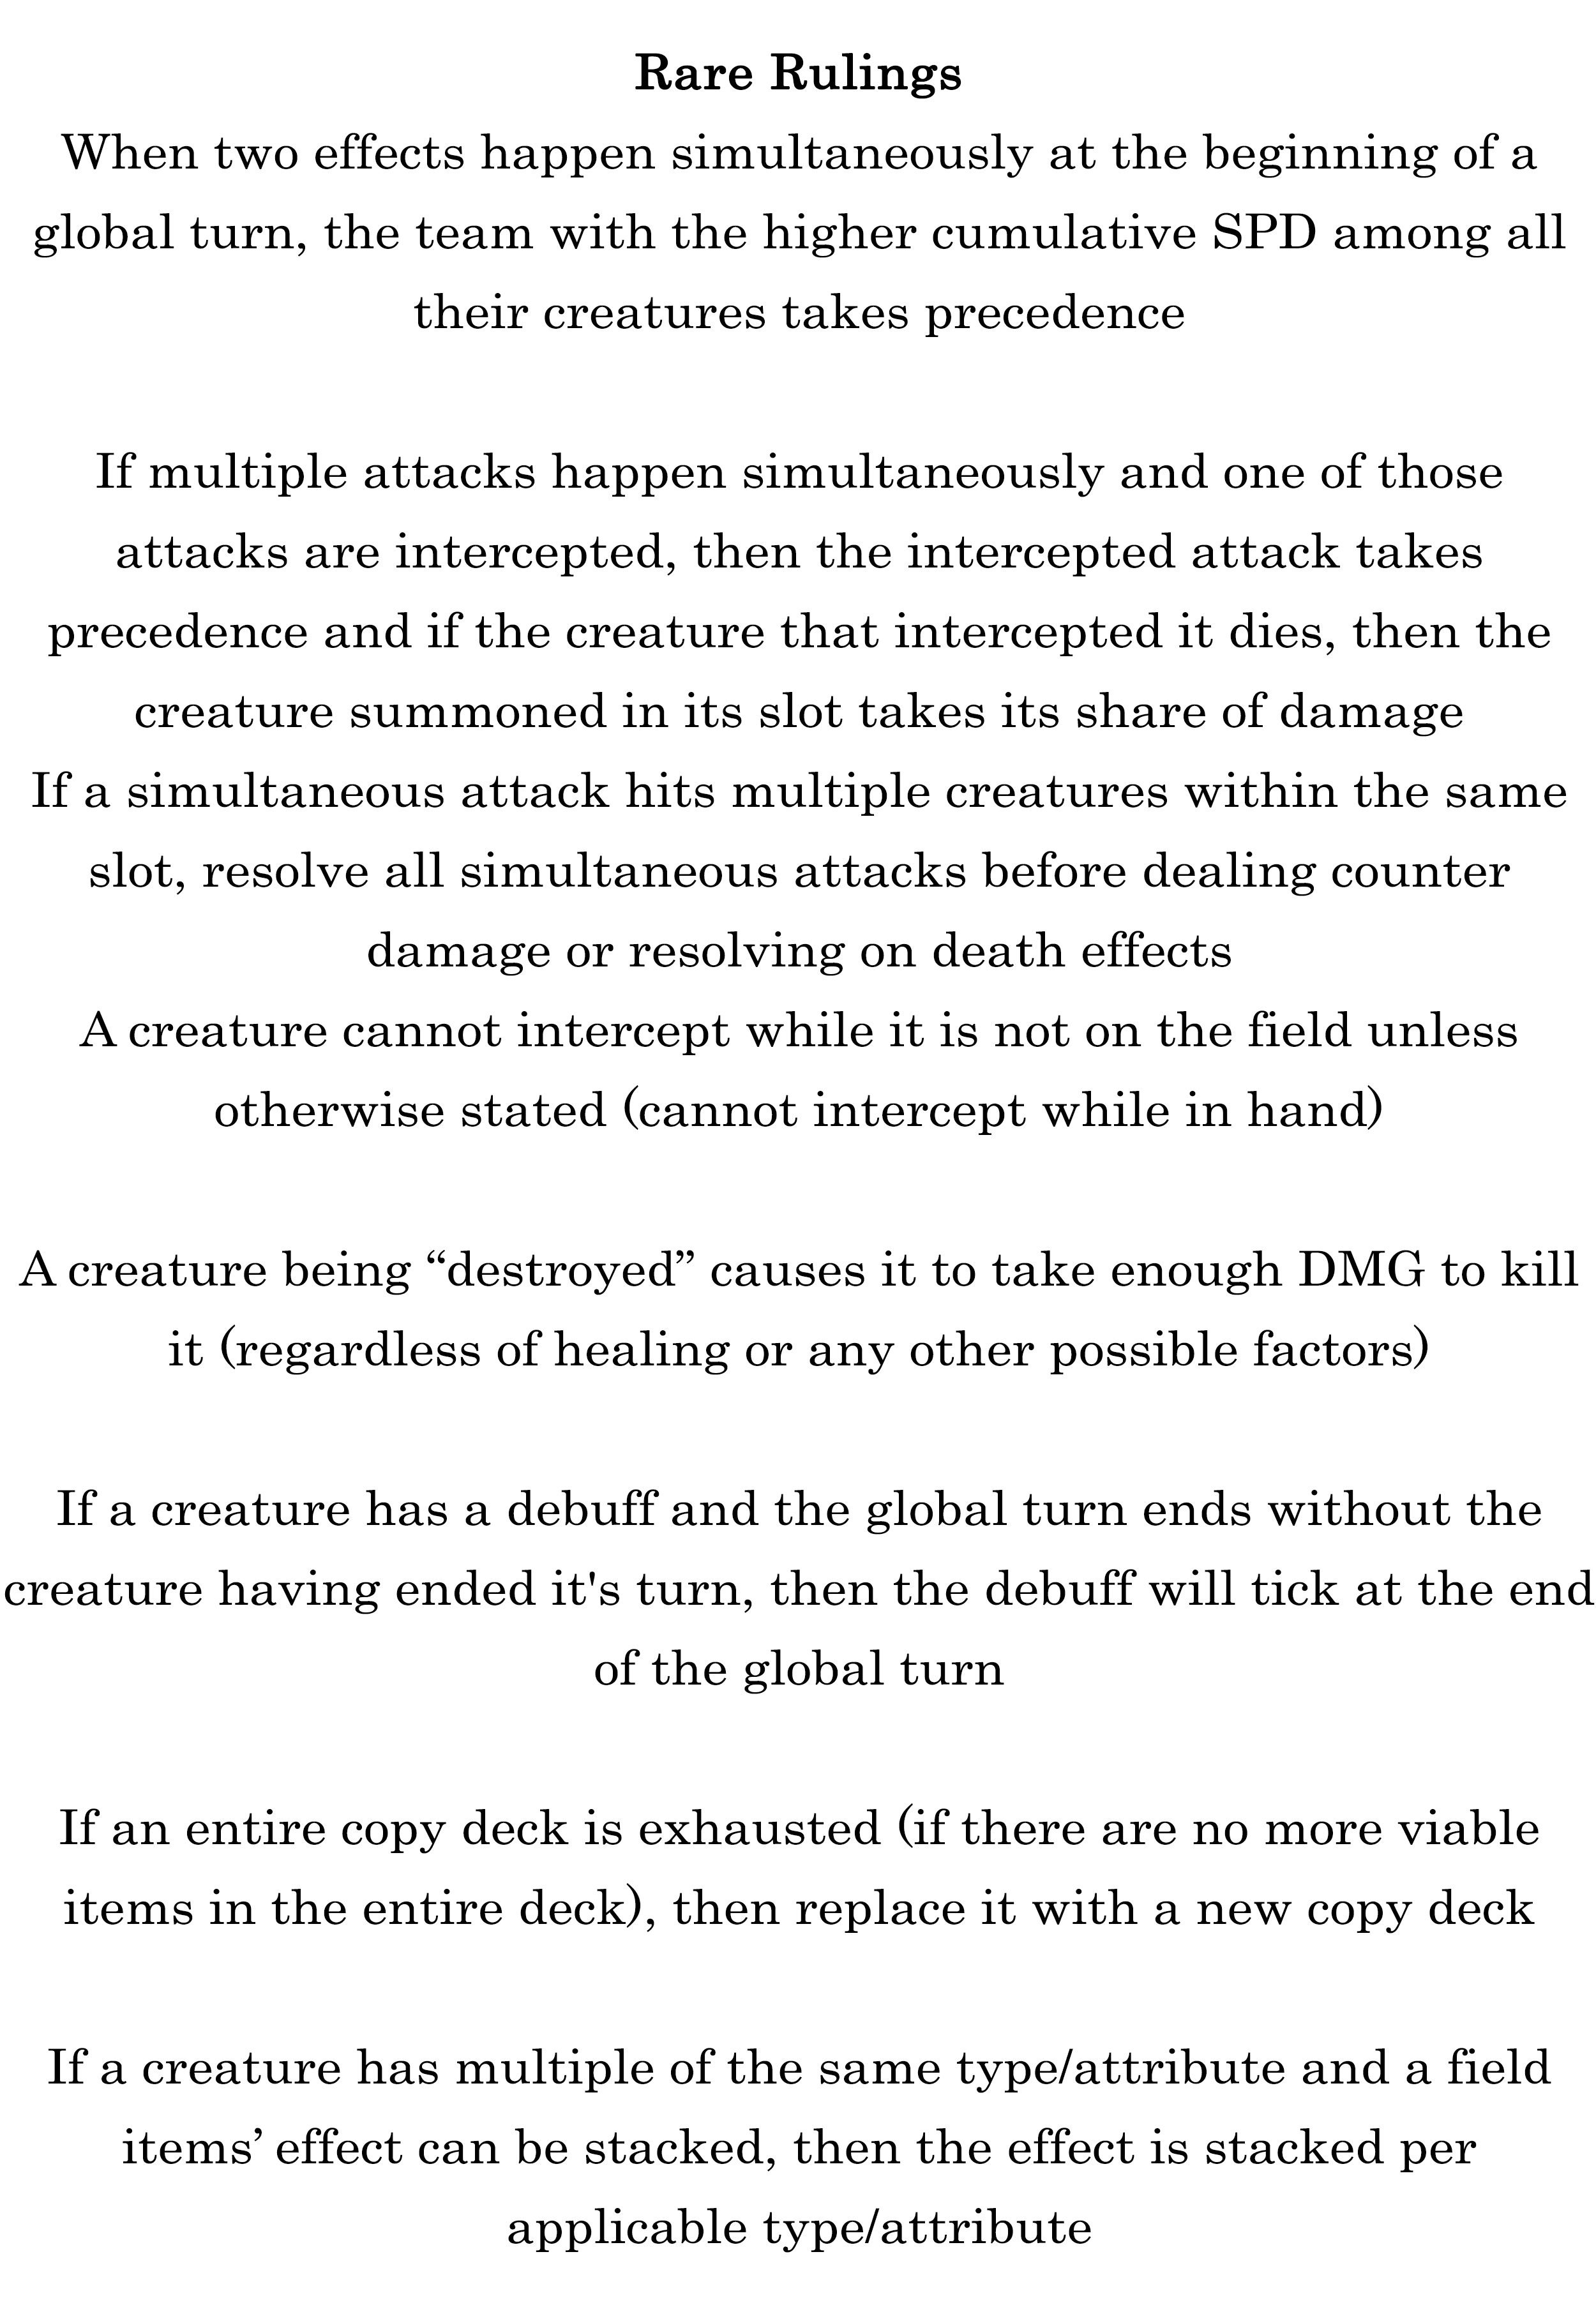 Rare Rulings
When two effects happen simultaneously at the beginning of a
global turn, the team with the higher cumulative SPD among all
their creatures takes precedence
If multiple attacks happen simultaneously and one of those
attacks are intercepted, then the intercepted attack takes
precedence and if the creature that intercepted it dies, then the
creature summoned in its slot takes its share of damage
If a simultaneous attack hits multiple creatures within the same
slot, resolve all simultaneous attacks before dealing counter
damage or resolving on death effects
A creature cannot intercept while it is not on the field unless
otherwise stated (cannot intercept while in hand)
A creature being “destroyed” causes it to take enough DMG to kill
it (regardless of healing or any other possible factors)
If a creature has a debuff and the global turn ends without the
creature having ended it's turn, then the debuff will tick at the end
of the global turn
If an entire copy deck is exhausted (if there are no more viable
items in the entire deck), then replace it with a new copy deck
If a creature has multiple of the same type/attribute and a field
items’ effect can be stacked, then the effect is stacked per
applicable type/attribute